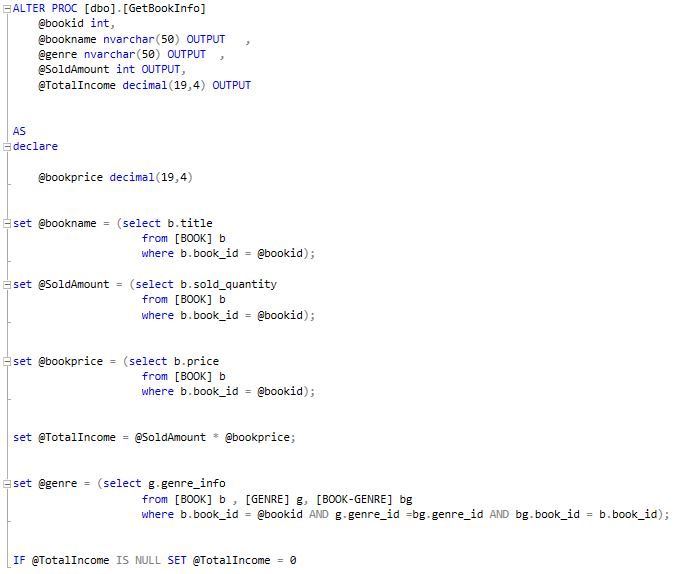 ALTER PROC [dbo].[GetBookInfo]
@bookid int,
@bookname nvarchar(50) OUTPUT   ,
@genre nvarchar(50) OUTPUT  ,
@SoldAmount int OUTPUT,
@TotalIncome decimal(19,4) OUTPUT
AS
declare
@bookprice decimal(19,4)
set @bookname = (select b.title
from [BOOK] b
where b.book_id = @bookid);
set @SoldAmount = (select b.sold_quantity
from [BOOK] b
where b.book_id = @bookid);
set @bookprice = (select b.price
from [BOOK] b
where b.book_id = @bookid);
set @TotalIncome = @SoldAmount * @bookprice;
set @genre = (select g.genre_info
from [BOOK] b , [GENRE] g, [BOOK-GENRE] bg
where b.book_id = @bookid AND g.genre_id =bg.genre_id AND bg.book_id = b.book_id);
IF @TotalIncome IS NULL SET @TotalIncome = 0